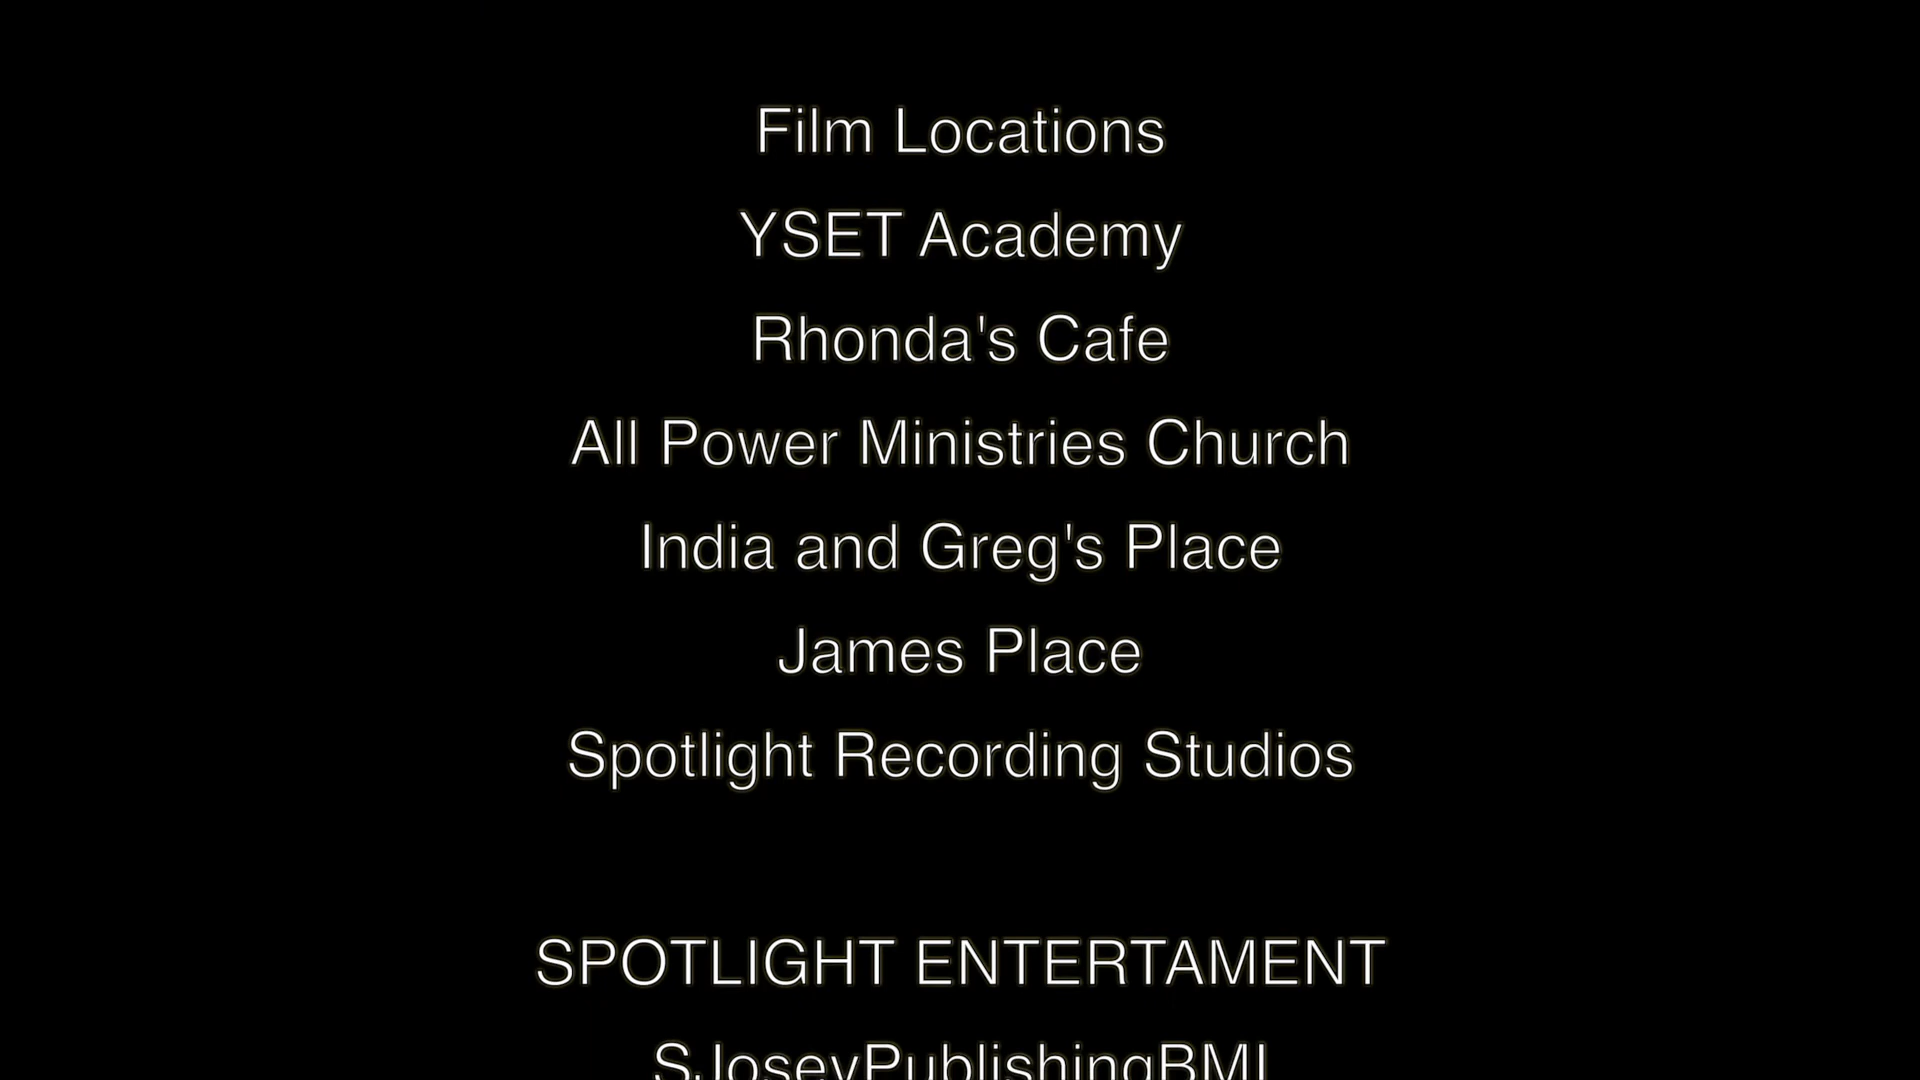 Film Locations
YSET Academy
Rhonda's Cafe
All Power Ministries Church
India and Greg's Place
James Place
Spotlight Recording Studios
SPOTLIGHT ENTERTAMENT
SJoseyPublishingBMI